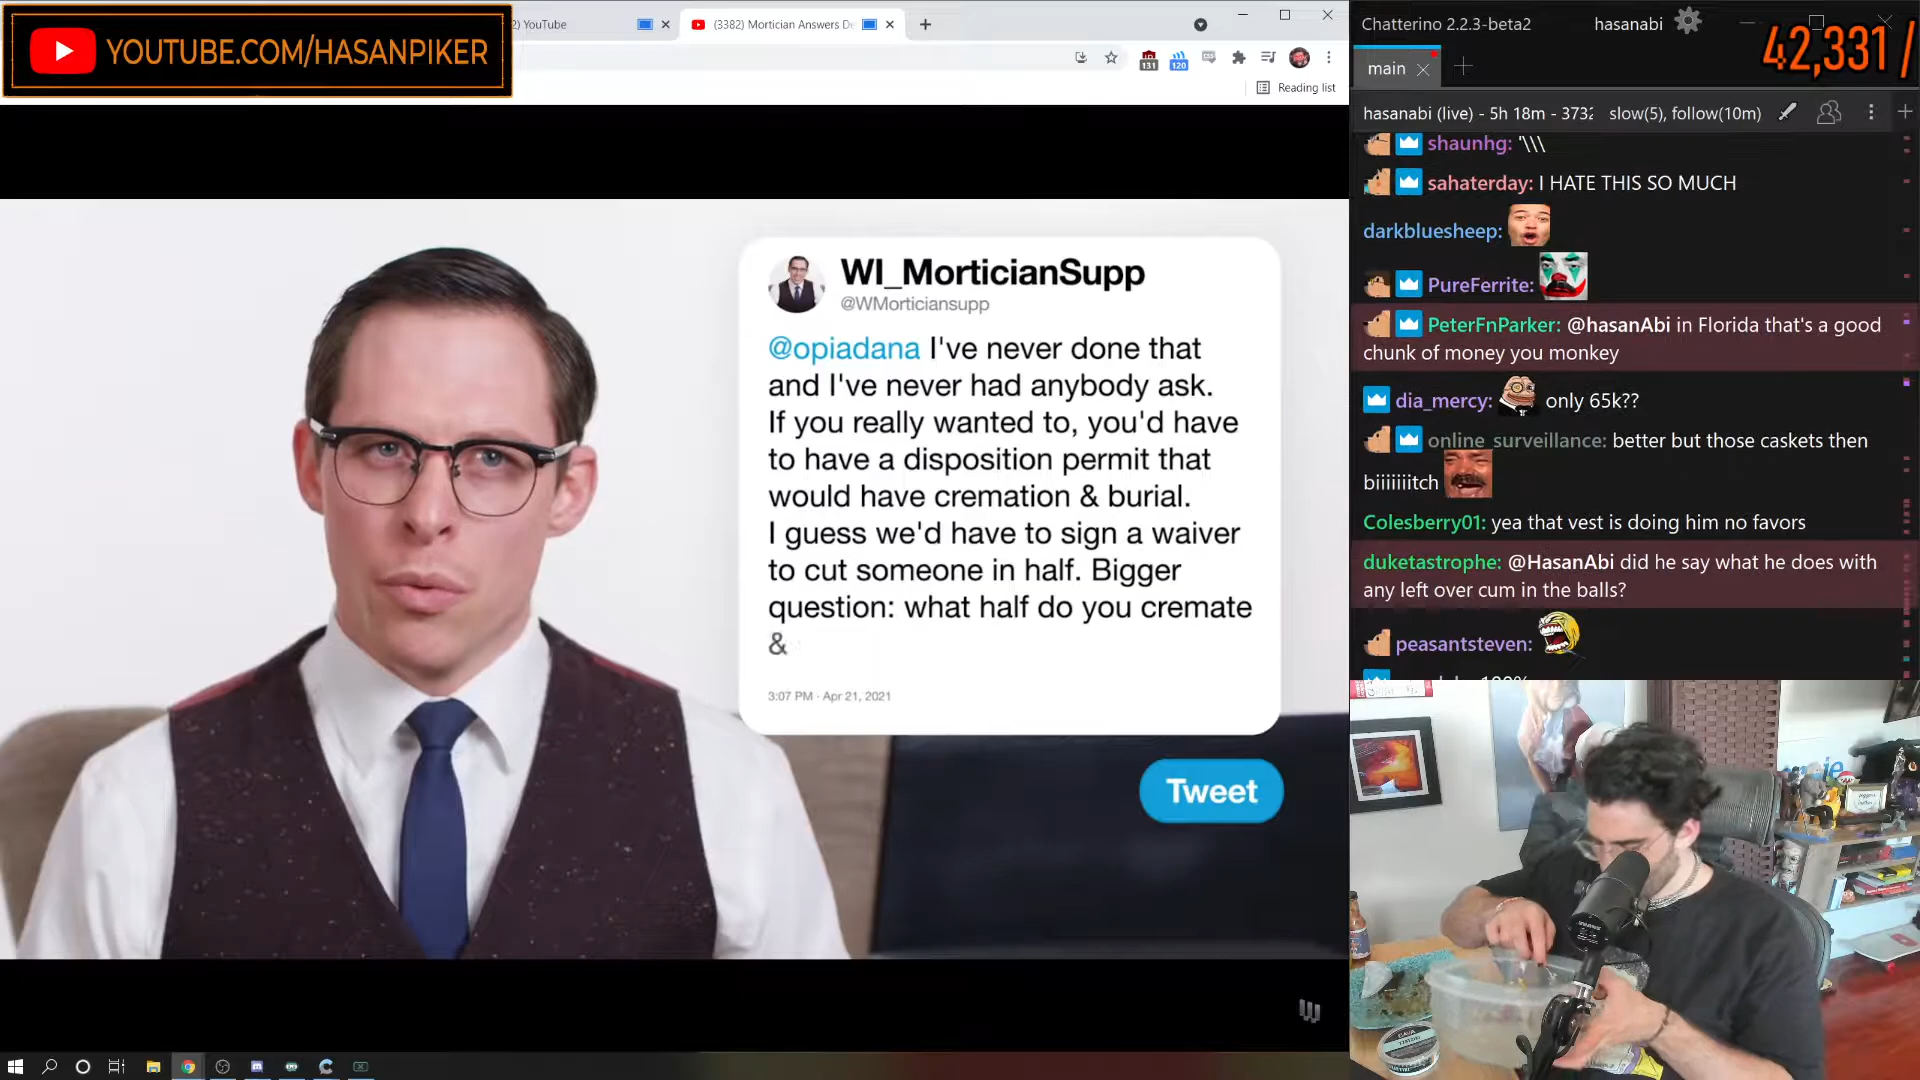 YOUTUBE.COM/HASANPIKER
2) YouTube
(3382) Mortician Answers De
131
120
Reading list
WI_MorticianSupp
@WMorticiansupp
@opiadana I've never done that
and I've never had anybody ask.
If you really wanted to, you'd have
to have a disposition permit that
would have cremation & burial.
I guess we'd have to sign a waiver
to cut someone in half. Bigger
question: what half do you cremate
&
3:07 PM · Apr 21, 2021
Tweet
Chatterino 2.2.3-beta2
hasanabi
42,331 /
main
hasanabi (live) - 5h 18m - 373
slow(5), follow(10m)
shaunhg: '\\\
sahaterday: I HATE THIS SO MUCH
darkbluesheep:
PureFerrite:
PeterFnParker: @hasanAbi in Florida that's a good
chunk of money you monkey
dia_mercy: only 65k??
online_surveillance: better but those caskets then
biiiiiiitch
Colesberry01: yea that vest is doing him no favors
duketastrophe: @HasanAbi did he say what he does with
any left over cum in the balls?
peasantsteven: